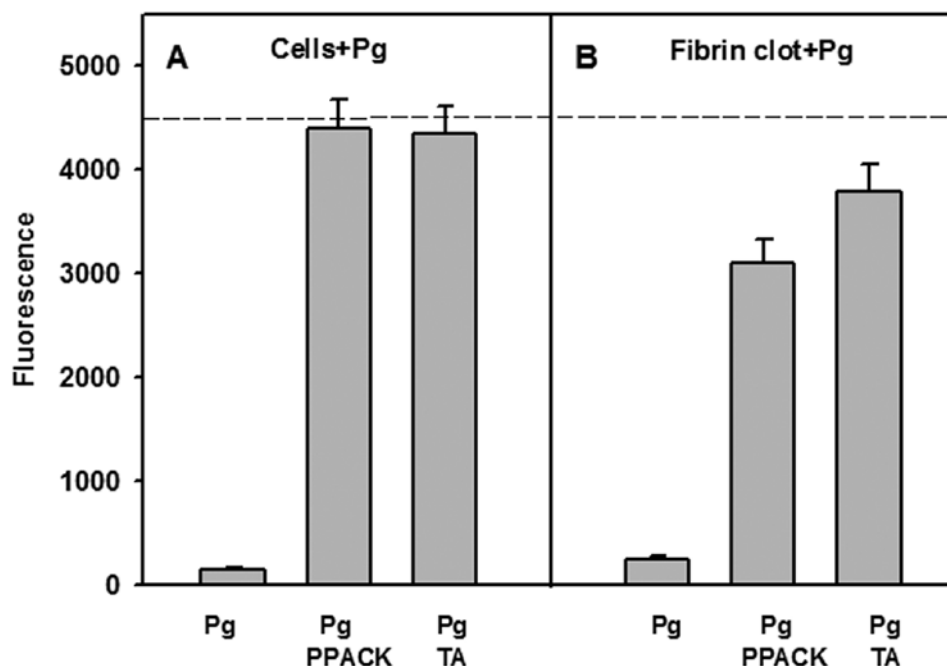 A Cells+Pg
B Fibrin clot+Pg
Fluorescence
5000
4000
3000
2000
1000
0
Pg Pg Pg Pg Pg Pg
PPACK TA PPACK TA